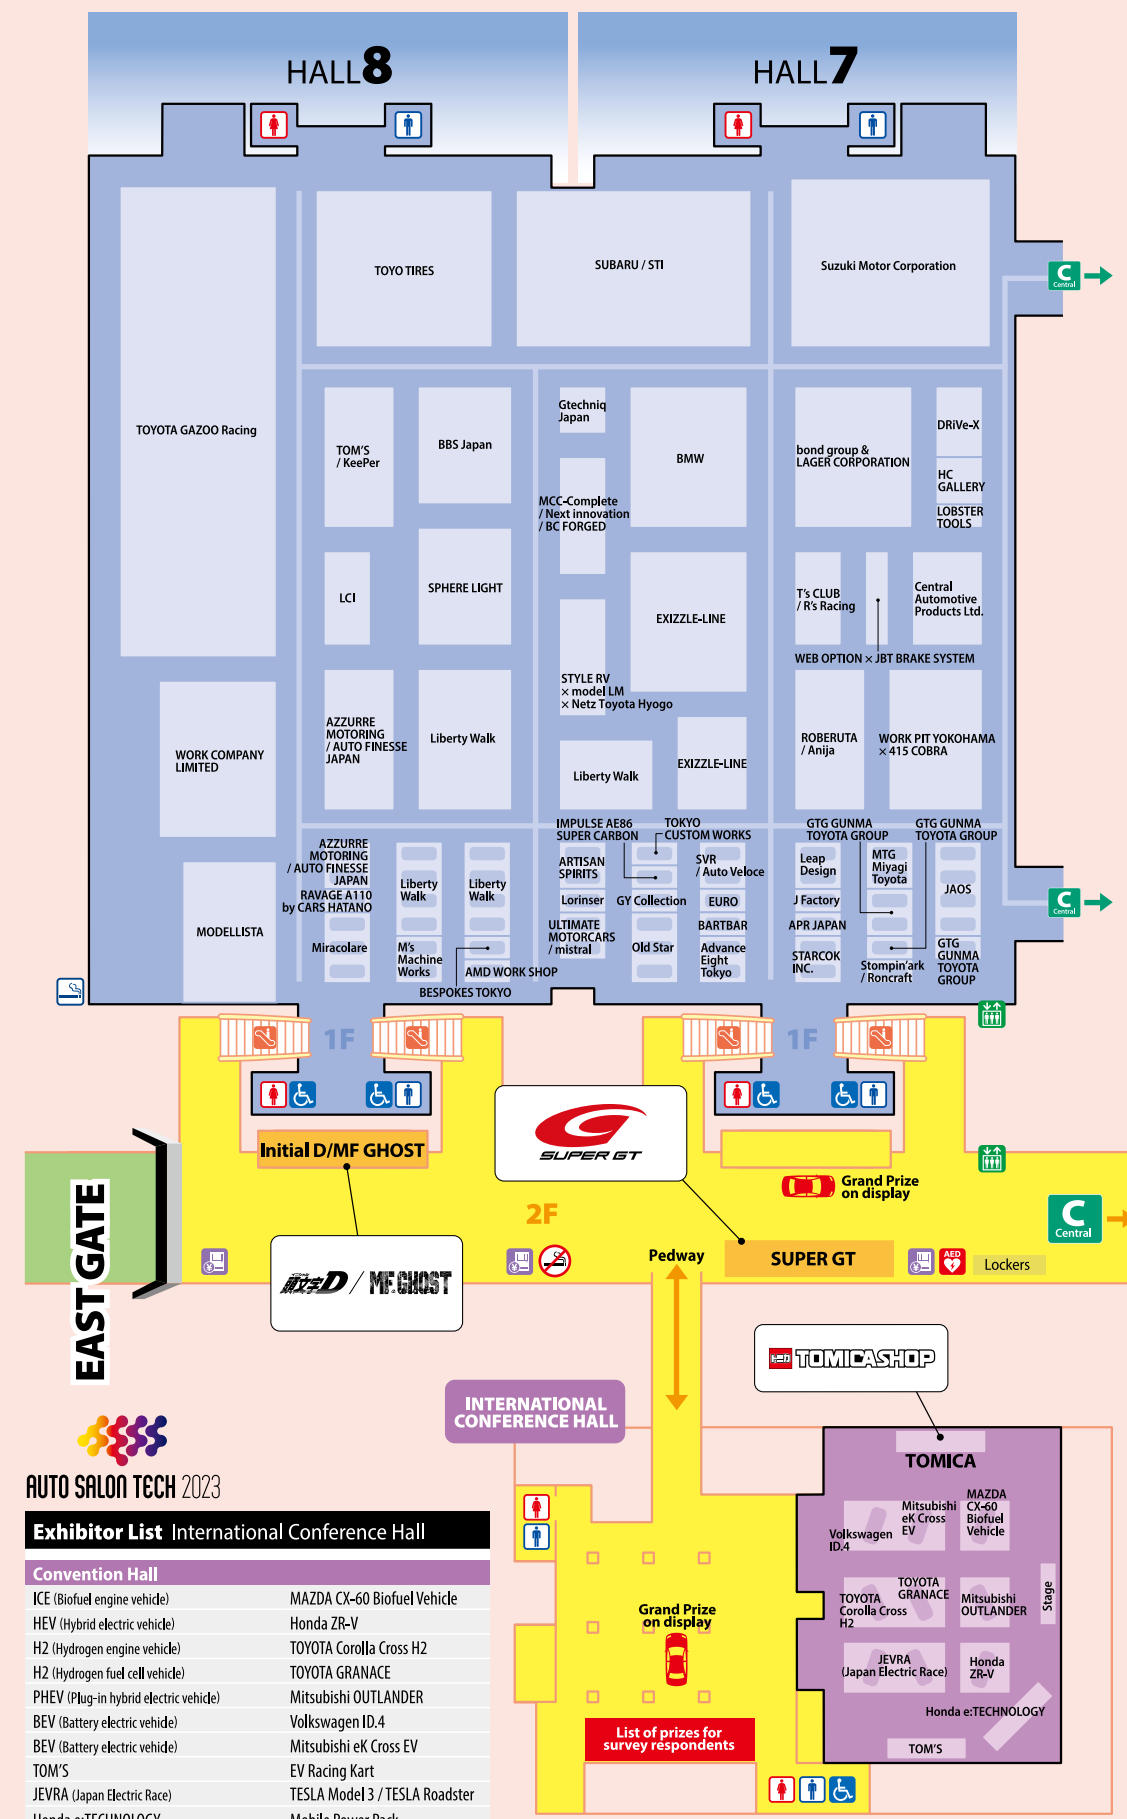 HALL8
HALL7
TOYOTA GAZOO Racing
TOYO TIRES
SUBARU / STI
Suzuki Motor Corporation
C
Central
TOM'S
/ KeePer
BBS Japan
Gtechniq
Japan
BMW
bond group &
LAGER CORPORATION
DRiVe-X
HC
GALLERY
LOBSTER
TOOLS
MCC-Complete
/ Next innovation
/ BC FORGED
LCI
SPHERE LIGHT
EXIZZLE-LINE
T's CLUB
/ R's Racing
Central
Automotive
Products Ltd.
WEB OPTION × JBT BRAKE SYSTEM
STYLE RV
× model LM
× Netz Toyota Hyogo
WORK COMPANY
LIMITED
AZZURRE
MOTORING
/ AUTO FINESSE
JAPAN
Liberty Walk
Liberty Walk
EXIZZLE-LINE
ROBERUTA
/ Anija
WORK PIT YOKOHAMA
× 415 COBRA
IMPULSE AE86
SUPER CARBON
TOKYO
CUSTOM WORKS
GTG GUNMA
TOYOTA GROUP
GTG GUNMA
TOYOTA GROUP
MODELLISTA
AZZURRE
MOTORING
/ AUTO FINESSE
JAPAN
RAVAGE A110
by CARS HATANO
Miracolare
Liberty
Walk
M's
Machine
Works
Liberty
Walk
AMD WORK SHOP
BESPOKES TOKYO
ARTISAN
SPIRITS
Lorinser
ULTIMATE
MOTORCARS
/ mistral
GY Collection
Old Star
SVR
/ Auto Veloce
EURO
BARTBAR
Advance
Eight
Tokyo
Leap
Design
J Factory
APR JAPAN
STARCOK
INC.
MTG
Miyagi
Toyota
Stompin'ark
/ Roncraft
JAOS
GTG
GUNMA
TOYOTA
GROUP
C
Central
1F
1F
Initial D/MF GHOST
SUPER GT
Grand Prize
on display
EAST GATE
2F
C
Central
頭文字D / MF GHOST
Pedway
SUPER GT
AED
Lockers
TOMICA SHOP
INTERNATIONAL
CONFERENCE HALL
TOMICA
Volkswagen
ID.4
Mitsubishi
eK Cross
EV
MAZDA
CX-60
Biofuel
Vehicle
TOYOTA
Corolla Cross
H2
TOYOTA
GRANACE
Mitsubishi
OUTLANDER
Stage
JEVRA
(Japan Electric Race)
Honda
ZR-V
Honda e:TECHNOLOGY
TOM'S
Grand Prize
on display
List of prizes for
survey respondents
AUTO SALON TECH 2023
Exhibitor List International Conference Hall
Convention Hall
ICE (Biofuel engine vehicle) MAZDA CX-60 Biofuel Vehicle
HEV (Hybrid electric vehicle) Honda ZR-V
H2 (Hydrogen engine vehicle) TOYOTA Corolla Cross H2
H2 (Hydrogen fuel cell vehicle) TOYOTA GRANACE
PHEV (Plug-in hybrid electric vehicle) Mitsubishi OUTLANDER
BEV (Battery electric vehicle) Volkswagen ID.4
BEV (Battery electric vehicle) Mitsubishi eK Cross EV
TOM'S EV Racing Kart
JEVRA (Japan Electric Race) TESLA Model 3 / TESLA Roadster
Honda e:TECHNOLOGY Mobile Power Pack